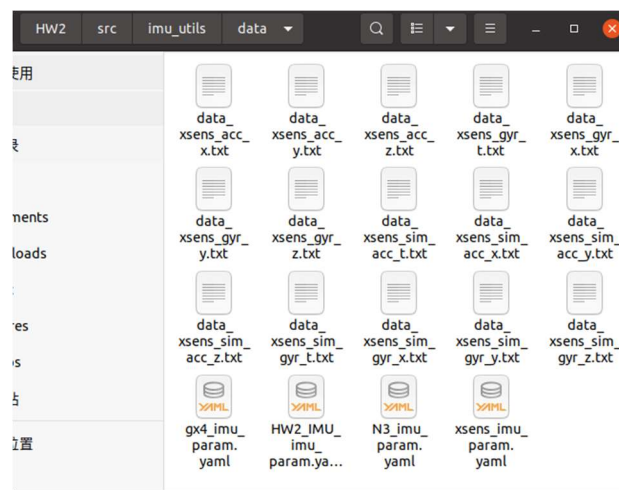 HW2 src imu_utils data
使用
ments
loads
res
os
站
位置
data_ data_ data_ data_ data_
xsens_acc_ xsens_acc_ xsens_acc_ xsens_gyr_ xsens_gyr_
x.txt y.txt z.txt t.txt x.txt
data_ data_ data_ data_ data_
xsens_gyr_ xsens_gyr_ xsens_sim_ xsens_sim_ xsens_sim_
y.txt z.txt acc_t.txt acc_x.txt acc_y.txt
data_ data_ data_ data_ data_
xsens_sim_ xsens_sim_ xsens_sim_ xsens_sim_ xsens_sim_
acc_z.txt gyr_t.txt gyr_x.txt gyr_y.txt gyr_z.txt
YAML YAML YAML YAML
gx4_imu_ HW2_IMU_ N3_imu_ xsens_imu_
param. imu_ param. param.
yaml param.ya... yaml yaml